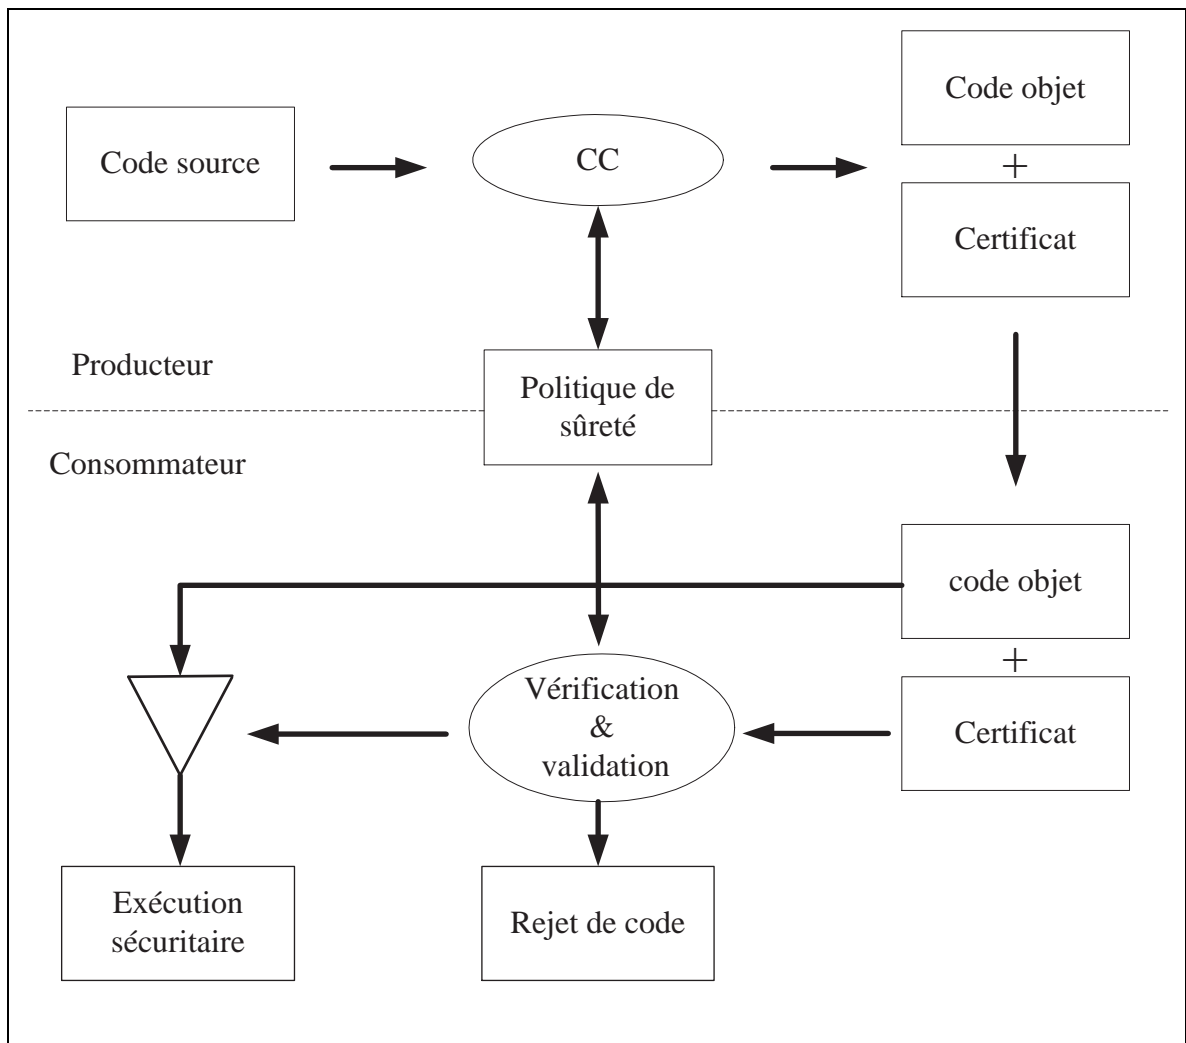 Code objet
Code source
CC
+
Certificat
Producteur
Politique de
sûreté
Consommateur
code objet
+
Vérification
&
validation
Certificat
Exécution
sécuritaire
Rejet de code